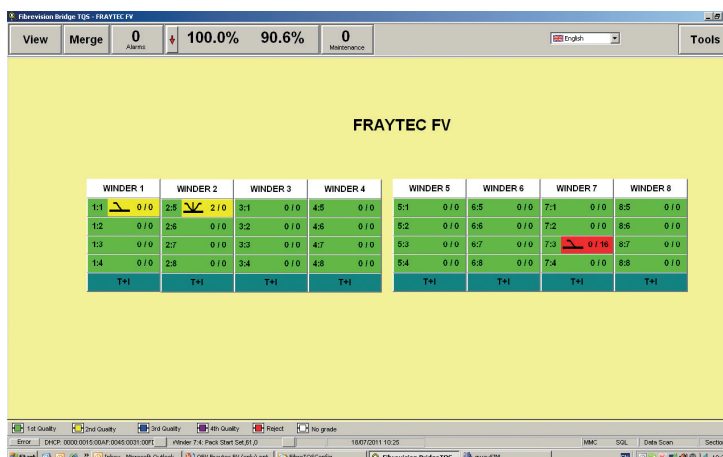 Fibrevision Bridge TQS - FRAYTEC FV
View Merge 0 Alarms 100.0% 90.6% 0 Maintenance English Tools
FRAYTEC FV
WINDER 1 WINDER 2 WINDER 3 WINDER 4 WINDER 5 WINDER 6 WINDER 7 WINDER 8
1:1 0 / 0 2:5 2 / 0 3:1 0 / 0 4:5 0 / 0 5:1 0 / 0 6:5 0 / 0 7:1 0 / 0 8:5 0 / 0
1:2 0 / 0 2:6 0 / 0 3:2 0 / 0 4:6 0 / 0 5:2 0 / 0 6:6 0 / 0 7:2 0 / 0 8:6 0 / 0
1:3 0 / 0 2:7 0 / 0 3:3 0 / 0 4:7 0 / 0 5:3 0 / 0 6:7 0 / 0 7:3 0 / 16 8:7 0 / 0
1:4 0 / 0 2:8 0 / 0 3:4 0 / 0 4:8 0 / 0 5:4 0 / 0 6:8 0 / 0 7:4 0 / 0 8:8 0 / 0
T+I T+I T+I T+I T+I T+I T+I T+I
1st Quality 2nd Quality 3rd Quality 4th Quality Reject No grade
Error DHCP: Winder 7:4: Pack Start Set,81,0 18/07/2011 10:25 MMC SQL Data Scan Sectio
Start Inbox - Microsoft Outlook Fibrevision BridgeTQS